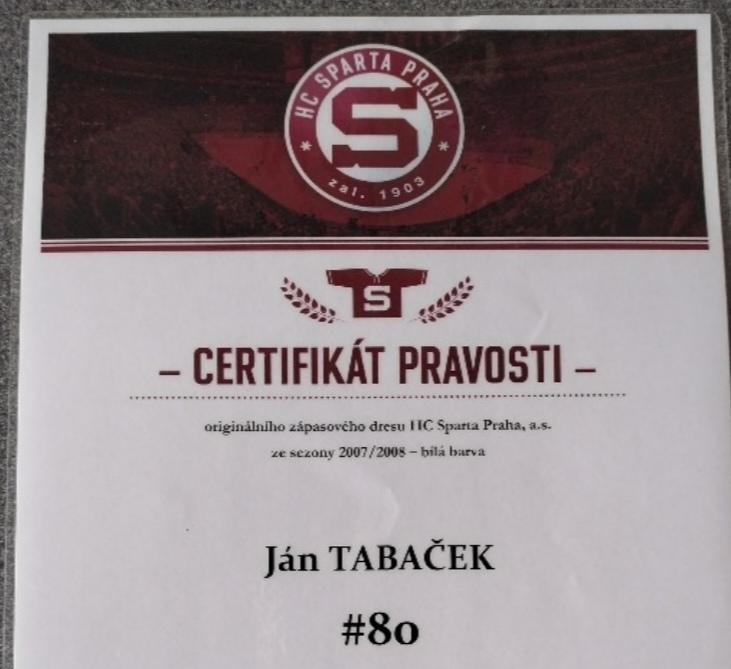 HC SPARTA PRAHA
S
zal. 1903
S
– CERTIFIKÁT PRAVOSTI –
originálního zápasového dresu HC Sparta Praha, a.s.
ze sezony 2007/2008 – bílá barva
Ján TABAČEK
#80